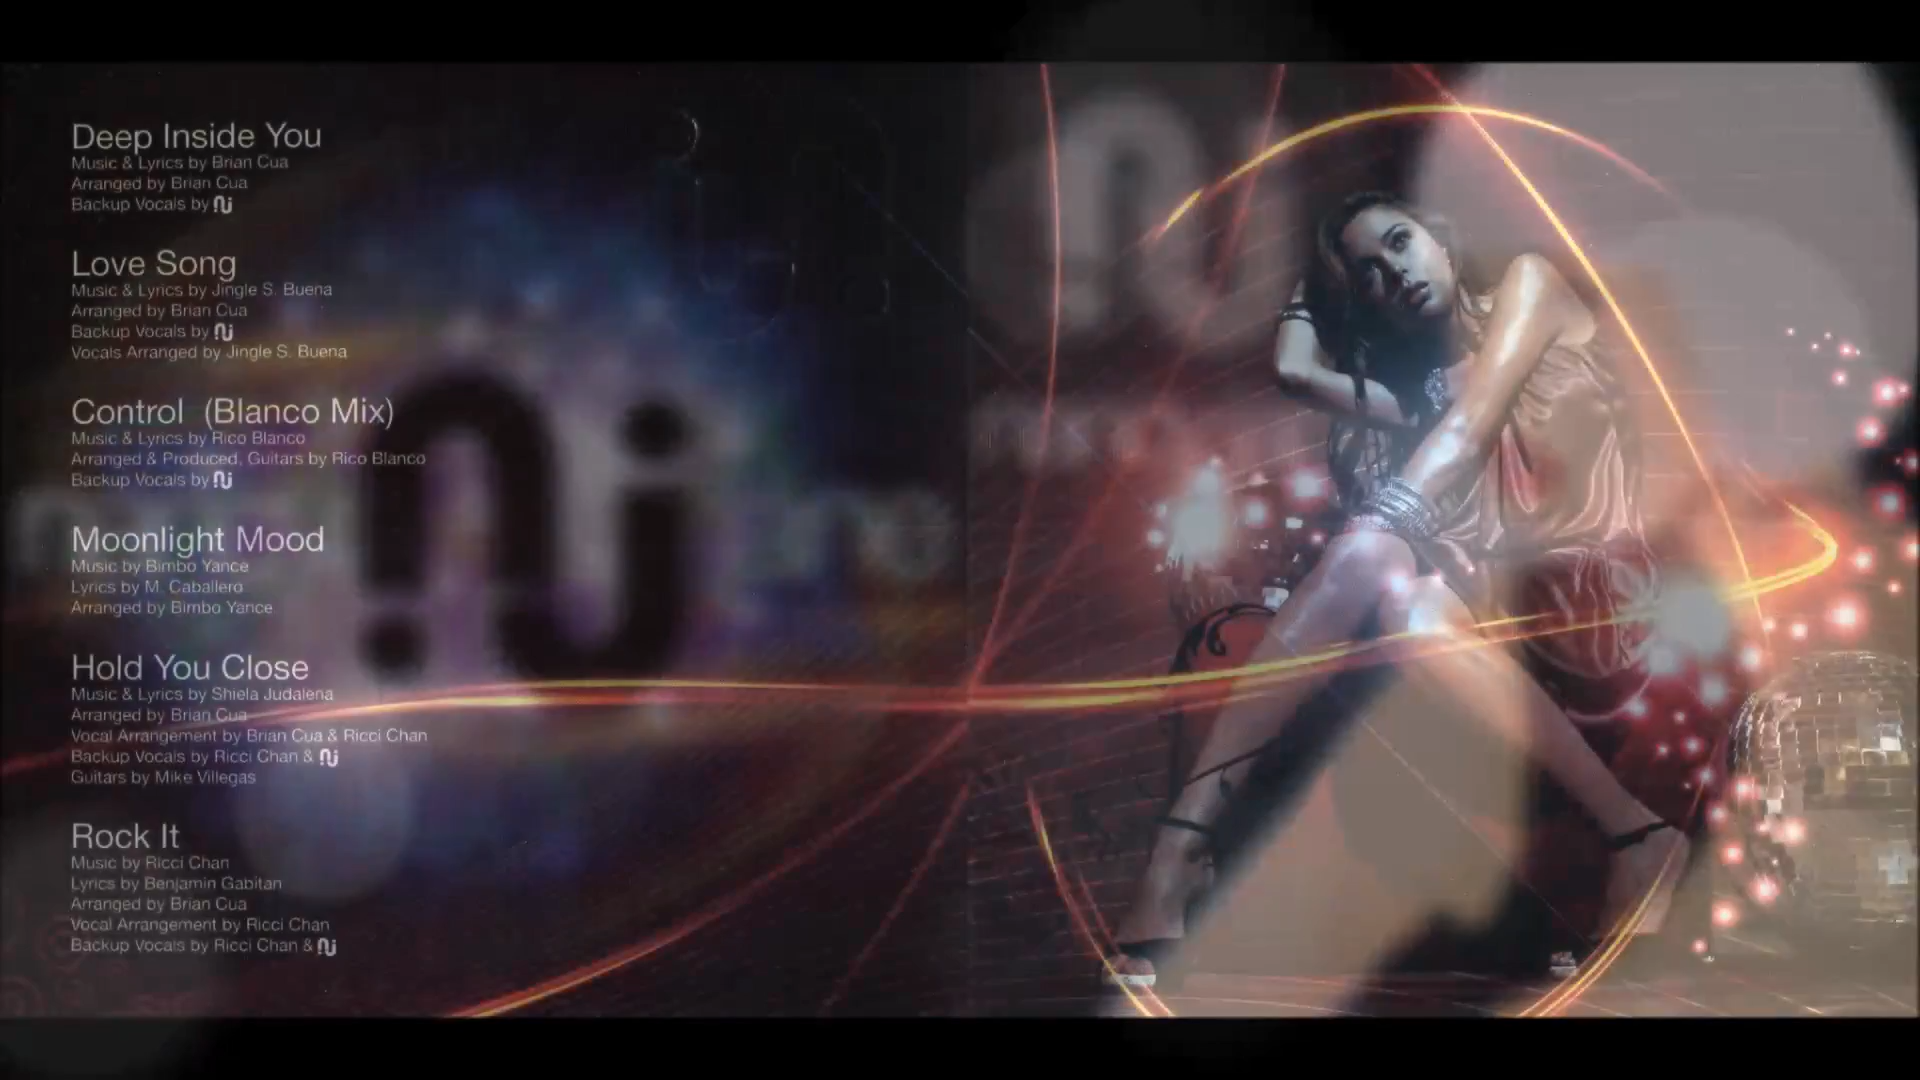 Deep Inside You
Music & Lyrics by Brian Cua
Arranged by Brian Cua
Backup Vocals by
Love Song
Music & Lyrics by Jingle S. Buena
Arranged by Brian Cua
Backup Vocals by
Vocals Arranged by Jingle S. Buena
Control (Blanco Mix)
Music & Lyrics by Rico Blanco
Arranged & Produced, Guitars by Rico Blanco
Backup Vocals by
Moonlight Mood
Music by Bimbo Yance
Lyrics by M. Caballero
Arranged by Bimbo Yance
Hold You Close
Music & Lyrics by Shiela Judalena
Arranged by Brian Cua
Vocal Arrangement by Brian Cua & Ricci Chan
Backup Vocals by Ricci Chan &
Guitars by Mike Villegas
Rock It
Music by Ricci Chan
Lyrics by Benjamin Gabitan
Arranged by Brian Cua
Vocal Arrangement by Ricci Chan
Backup Vocals by Ricci Chan &